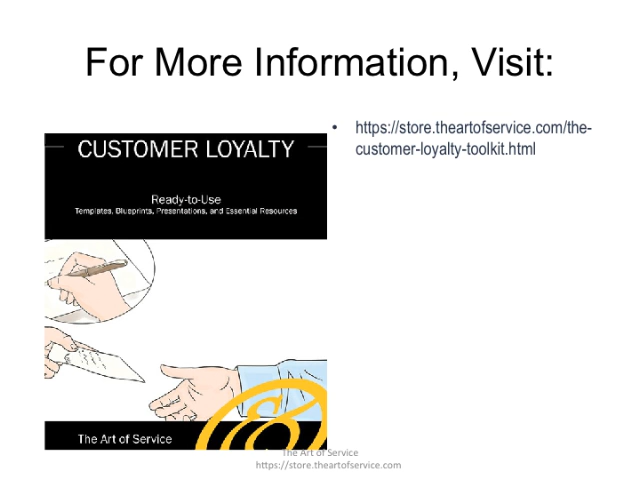 For More Information, Visit:
• https://store.theartofservice.com/the-
customer-loyalty-toolkit.html
CUSTOMER LOYALTY
Ready-to-Use
Templates, Blueprints, Presentations, and Essential Resources
The Art of Service
The Art of Service
https://store.theartofservice.com